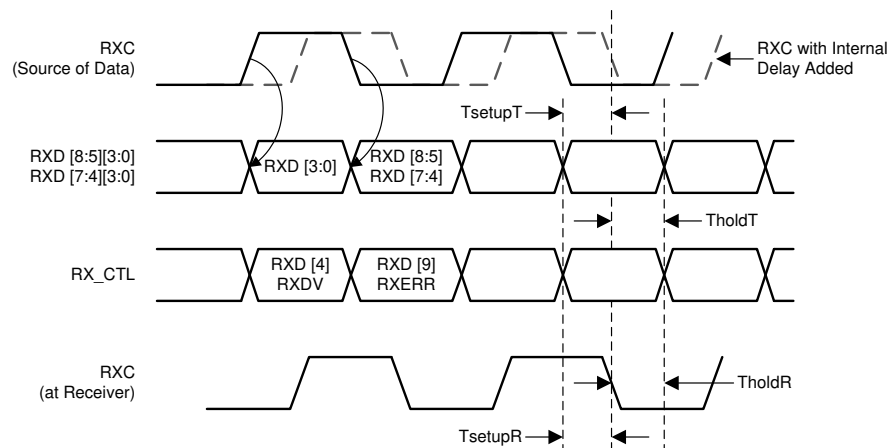 RXC
(Source of Data)
RXC with Internal
Delay Added
TsetupT
RXD [8:5][3:0]
RXD [7:4][3:0]
RXD [3:0]
RXD [8:5]
RXD [7:4]
TholdT
RX_CTL
RXD [4]
RXDV
RXD [9]
RXERR
RXC
(at Receiver)
TholdR
TsetupR